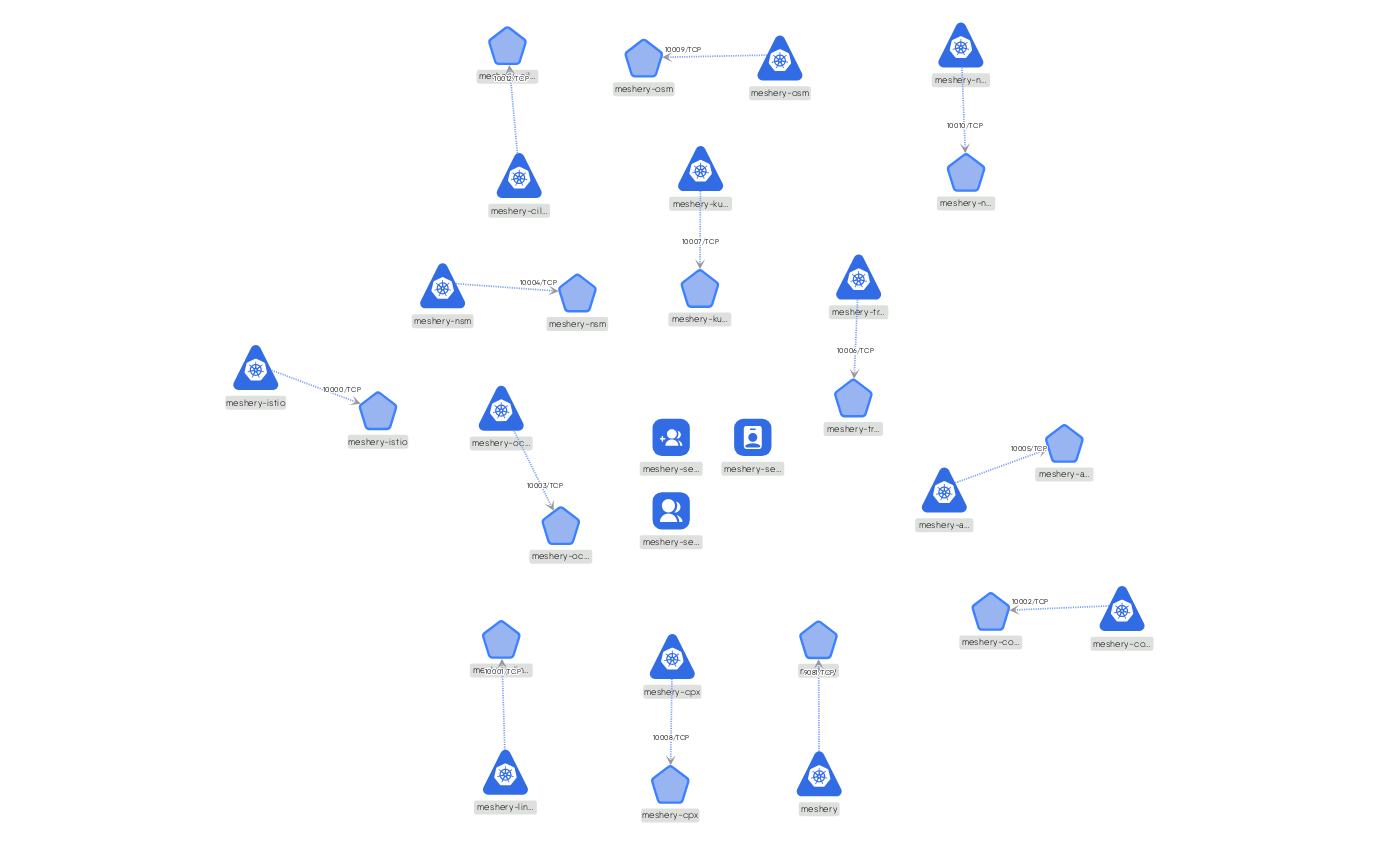 10012/TCP
10009/TCP
meshery-osm
meshery-osm
meshery-n...
10010/TCP
meshery-n...
meshery-cil...
meshery-ku...
10007/TCP
meshery-ku...
10004/TCP
meshery-nsm
meshery-nsm
meshery-tr...
10006/TCP
meshery-tr...
10000/TCP
meshery-istio
meshery-istio
meshery-oc...
10003/TCP
meshery-oc...
meshery-se...
meshery-se...
meshery-se...
10005/TCP
meshery-a...
meshery-a...
10002/TCP
meshery-co...
meshery-co...
10001/TCP
meshery-lin...
meshery-cpx
10008/TCP
meshery-cpx
9081/TCP
meshery